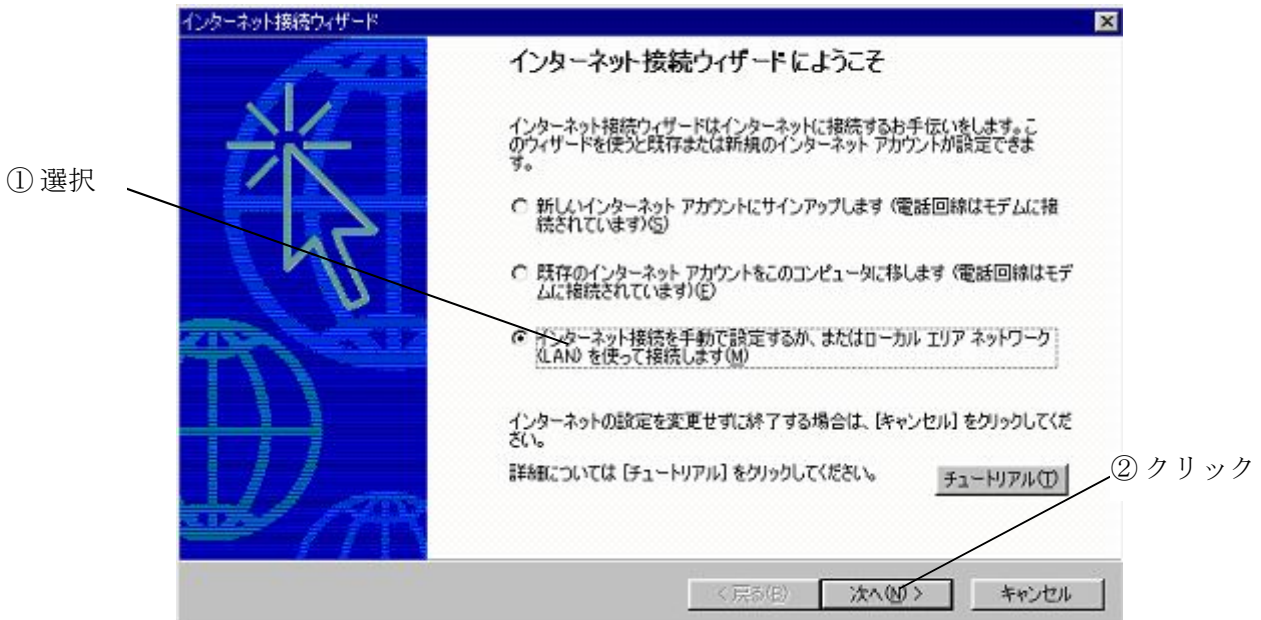 インターネット接続ウィザード
インターネット接続ウィザードにようこそ
インターネット接続ウィザードはインターネットに接続するお手伝いをします。こ
のウィザードを使うと既存または新規のインターネット アカウントが設定できま
す。
① 選択
新しいインターネット アカウントにサインアップします (電話回線はモデムに接
続されています)(S)
既存のインターネット アカウントをこのコンピュータに移します (電話回線はモデ
ムに接続されています)(E)
インターネット接続を手動で設定するか、またはローカル エリア ネットワーク
(LAN) を使って接続します(M)
インターネットの設定を変更せずに終了する場合は、[キャンセル] をクリックしてくだ
さい。
詳細については [チュートリアル] をクリックしてください。
チュートリアル(T)
② クリック
< 戻る(B)
次へ(N) >
キャンセル